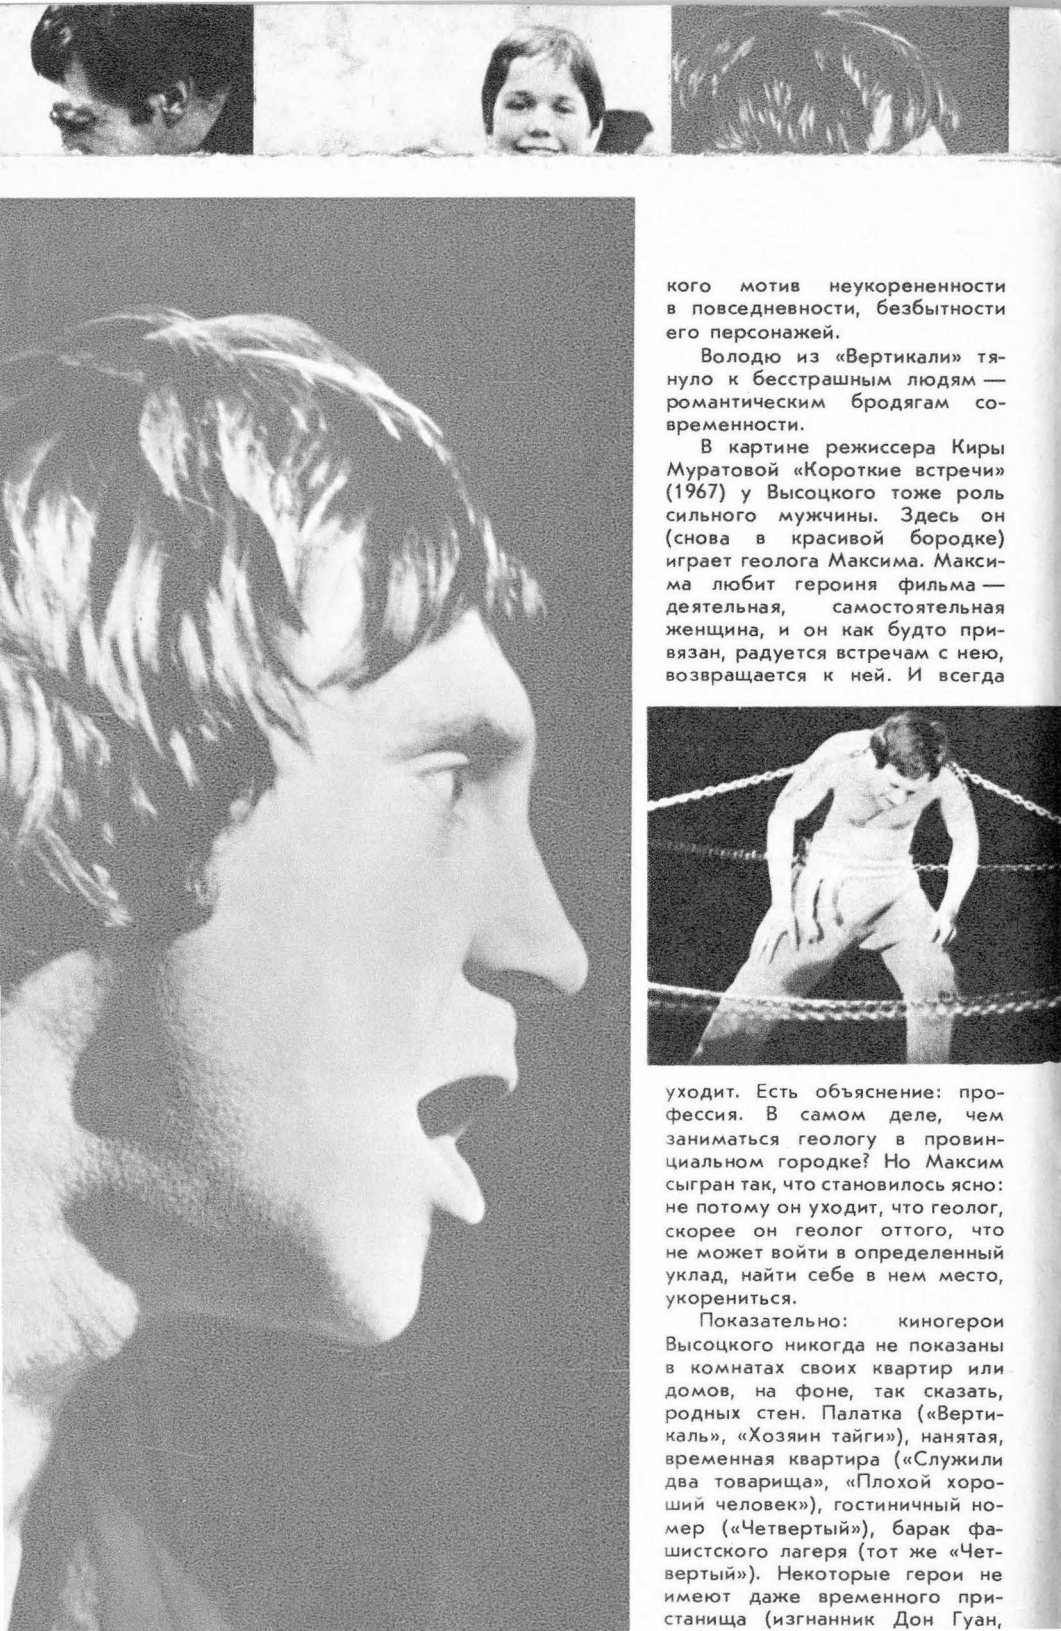 кого мотив неукорененности
в повседневности, безбытности
его персонажей.
Володю из «Вертикали» тя-
нуло к бесстрашным людям —
романтическим бродягам со-
временности.
В картине режиссера Киры
Муратовой «Короткие встречи»
(1967) у Высоцкого тоже роль
сильного мужчины. Здесь он
(снова в красивой бородке)
играет геолога Максима. Макси-
ма любит героиня фильма —
деятельная, самостоятельная
женщина, и он как будто при-
вязан, радуется встречам с нею,
возвращается к ней. И всегда
уходит. Есть объяснение: про-
фессия. В самом деле, чем
заниматься геологу в провин-
циальном городке? Но Максим
сыгран так, что становилось ясно:
не потому он уходит, что геолог,
скорее он геолог оттого, что
не может войти в определенный
уклад, найти себе в нем место,
укорениться.
Показательно: киногерои
Высоцкого никогда не показаны
в комнатах своих квартир или
домов, на фоне, так сказать,
родных стен. Палатка («Верти-
каль», «Хозяин тайги»), нанятая,
временная квартира («Служили
два товарища», «Плохой хоро-
ший человек»), гостиничный но-
мер («Четвертый»), барак фа-
шистского лагеря (тот же «Чет-
вертый»). Некоторые герои не
имеют даже временного при-
станища (изгнанник Дон Гуан,